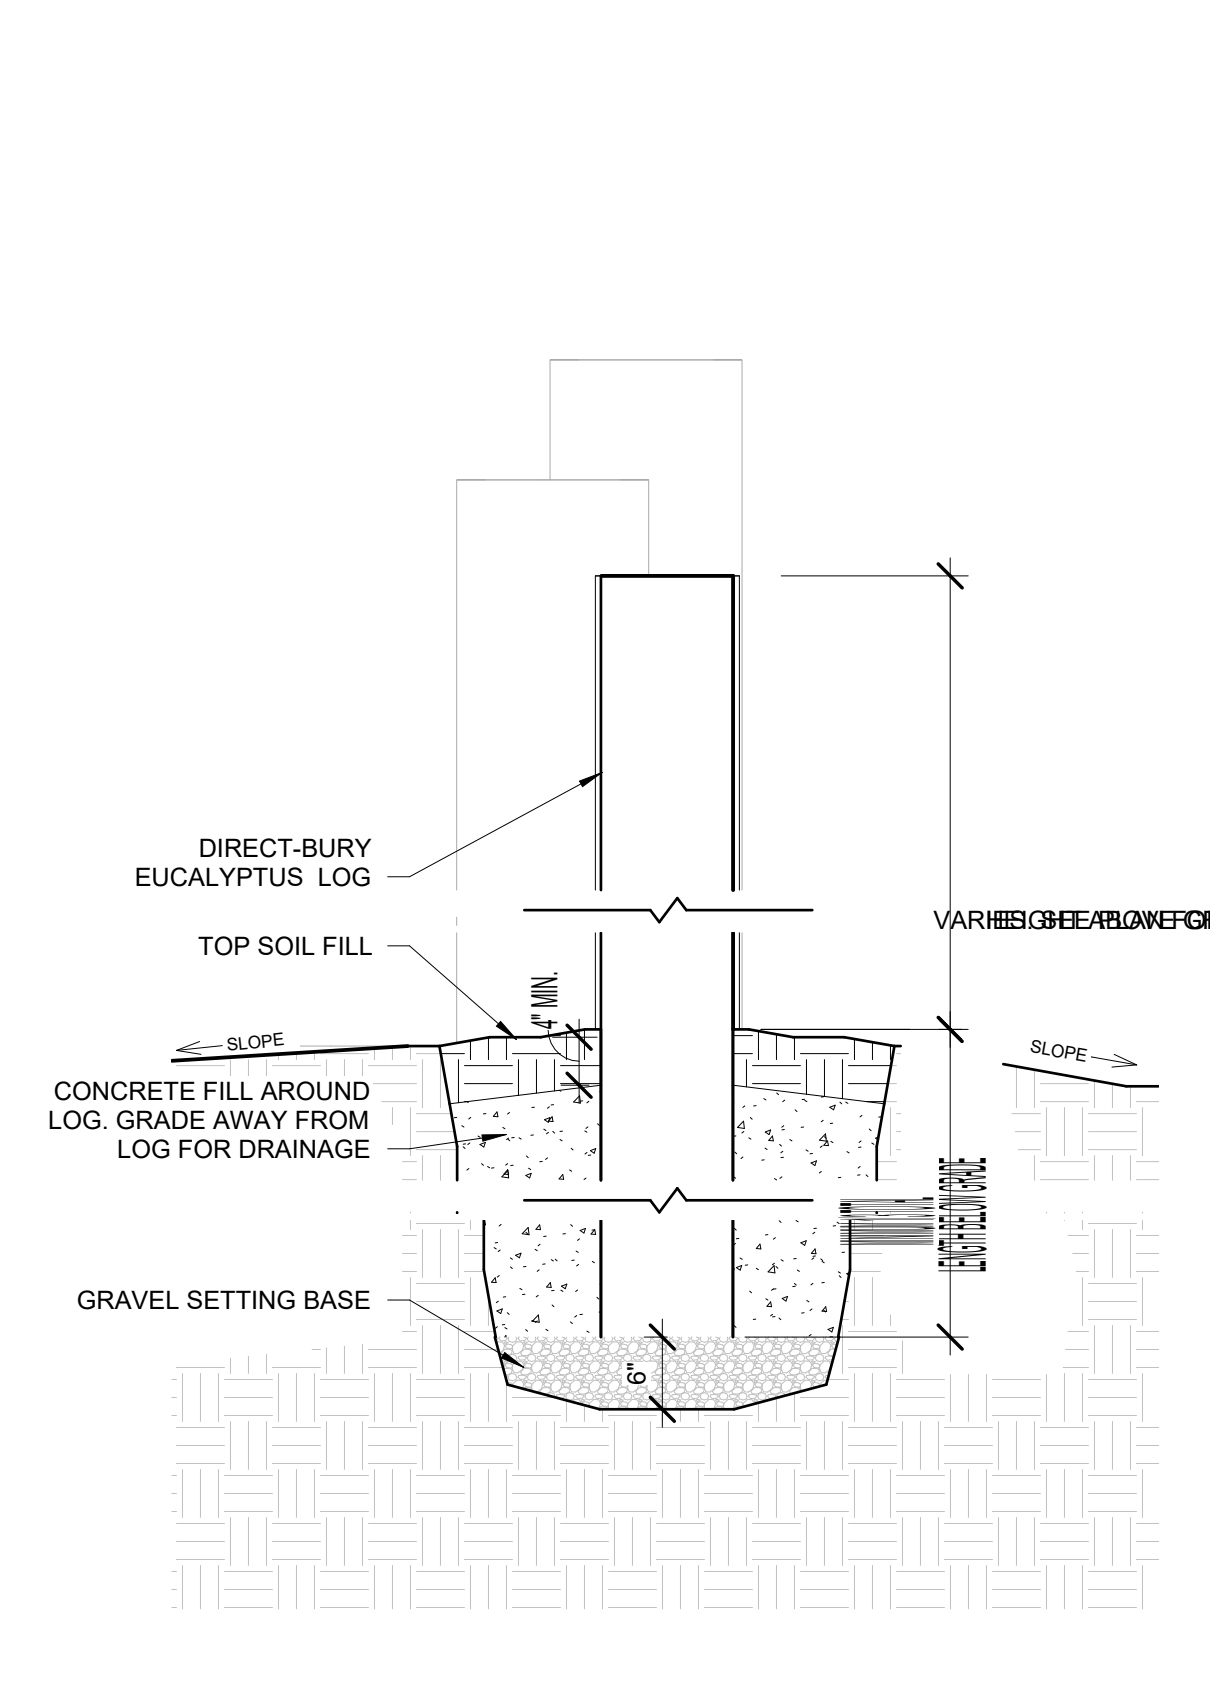 DIRECT-BURY
EUCALYPTUS LOG
TOP SOIL FILL
4" MIN.
SLOPE
SLOPE
CONCRETE FILL AROUND
LOG. GRADE AWAY FROM
LOG FOR DRAINAGE
GRAVEL SETTING BASE
6"